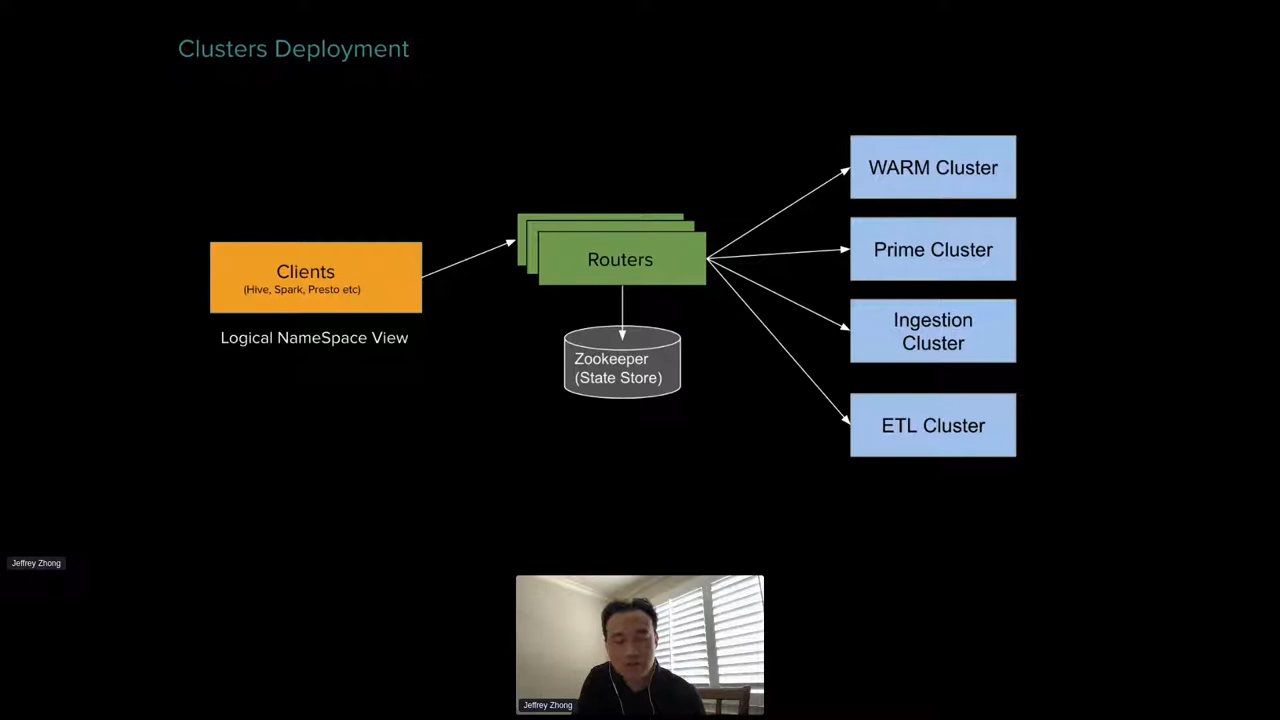 Clusters Deployment
Clients
(Hive, Spark, Presto etc)
Logical NameSpace View
Routers
Zookeeper
(State Store)
WARM Cluster
Prime Cluster
Ingestion
Cluster
ETL Cluster
Jeffrey Zhong
Jeffrey Zhong